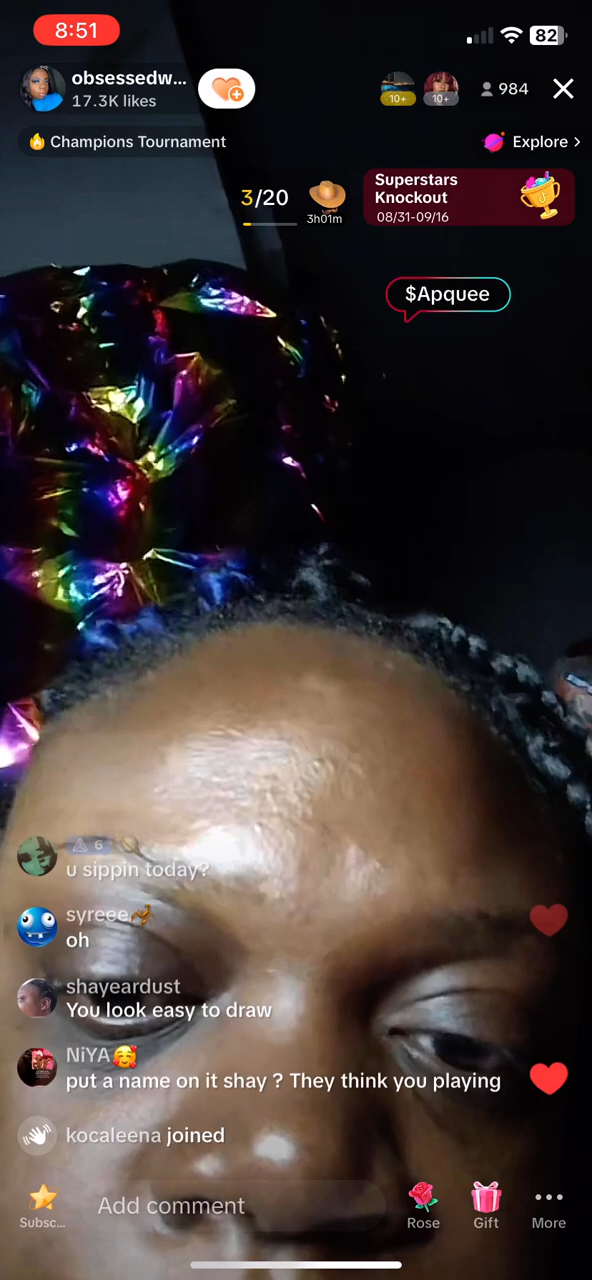 8:51
82
obsessedw...
17.3K likes
10+
10+
984
Champions Tournament
Explore >
3/20
3h01m
Superstars
Knockout
08/31-09/16
$Apquee
6
u sippin today?
syreee
oh
shayeardust
You look easy to draw
NiYA
put a name on it shay ? They think you playing
kocaleena joined
Add comment
Subsc...
Rose
Gift
More